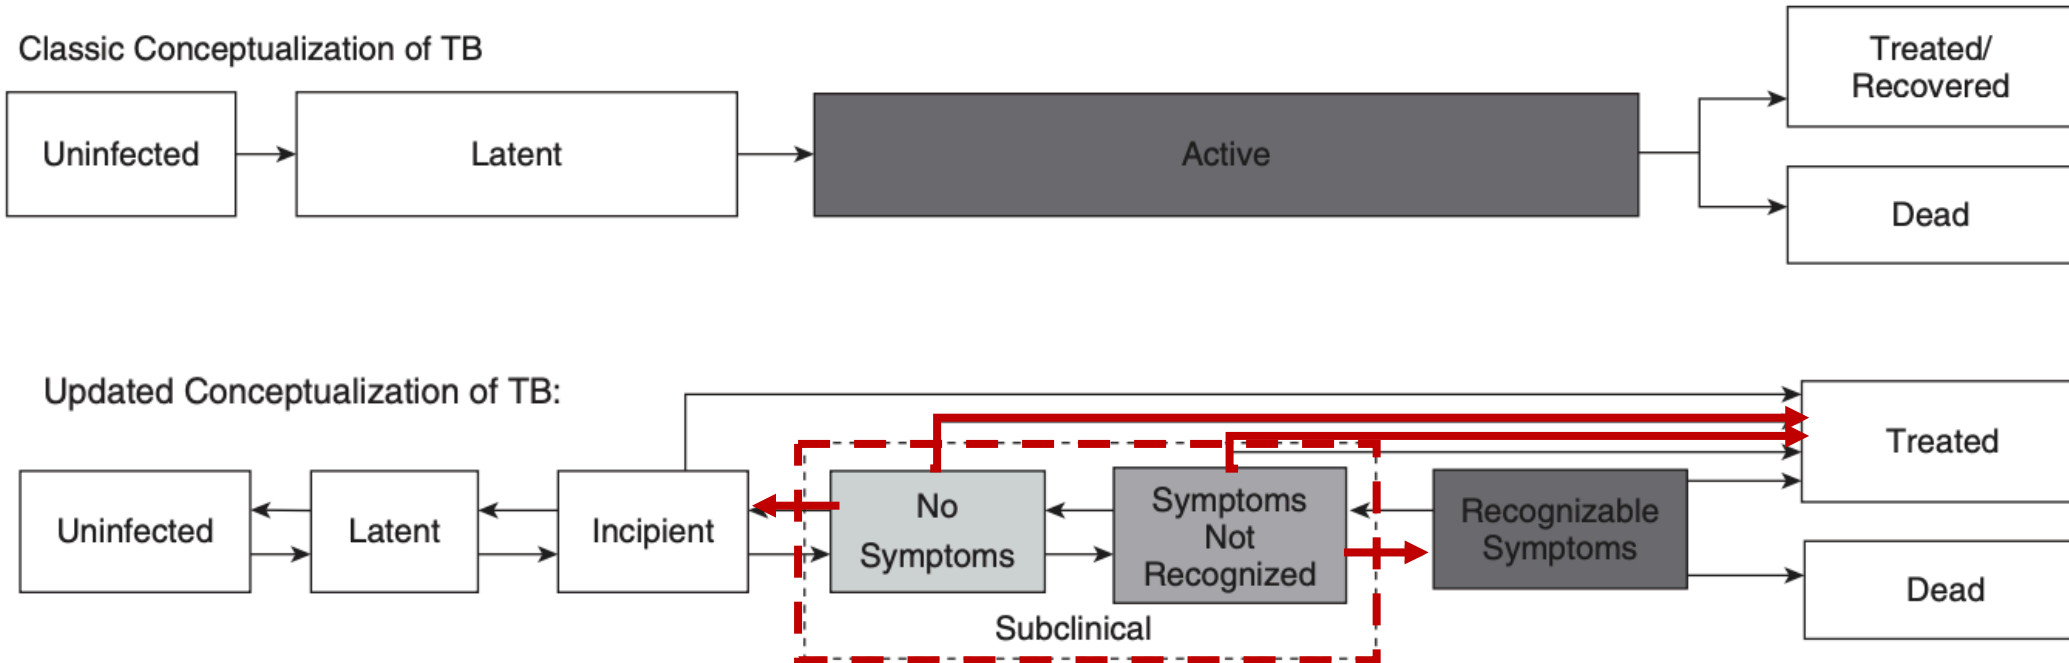 Classic Conceptualization of TB
Uninfected
Latent
Active
Treated/
Recovered
Dead
Updated Conceptualization of TB:
Uninfected
Latent
Incipient
No
Symptoms
Symptoms
Not
Recognized
Subclinical
Recognizable
Symptoms
Treated
Dead